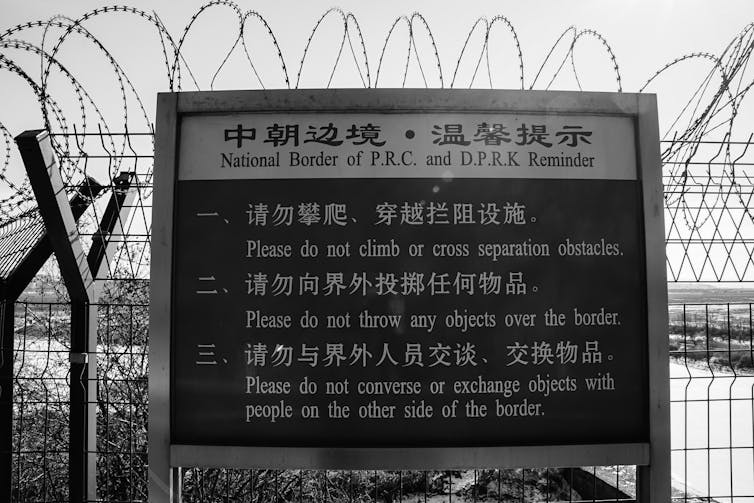 中朝边境·温馨提示
National Border of P.R.C. and D.P.R.K Reminder
一、请勿攀爬、穿越拦阻设施。
Please do not climb or cross separation obstacles.
二、请勿向界外投掷任何物品。
Please do not throw any objects over the border.
三、请勿与界外人员交谈、交换物品。
Please do not converse or exchange objects with
people on the other side of the border.